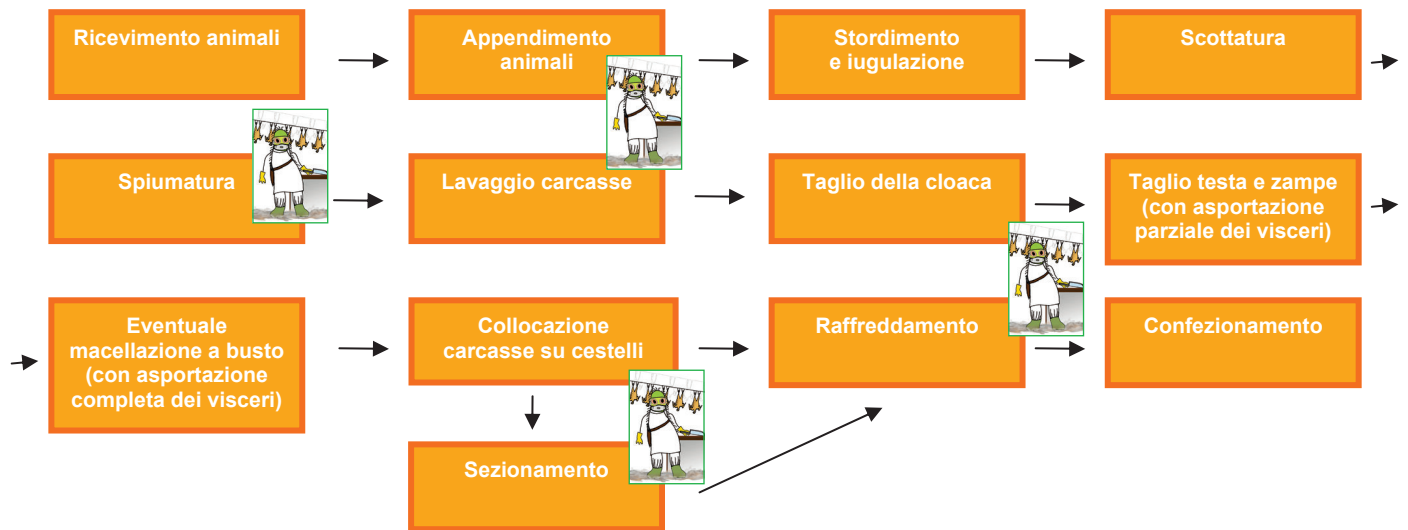 Ricevimento animali
Appendimento
animali
Stordimento
e iugulazione
Scottatura
Spiumatura
Lavaggio carcasse
Taglio della cloaca
Taglio testa e zampe
(con asportazione
parziale dei visceri)
Eventuale
macellazione a busto
(con asportazione
completa dei visceri)
Collocazione
carcasse su cestelli
Raffreddamento
Confezionamento
Sezionamento